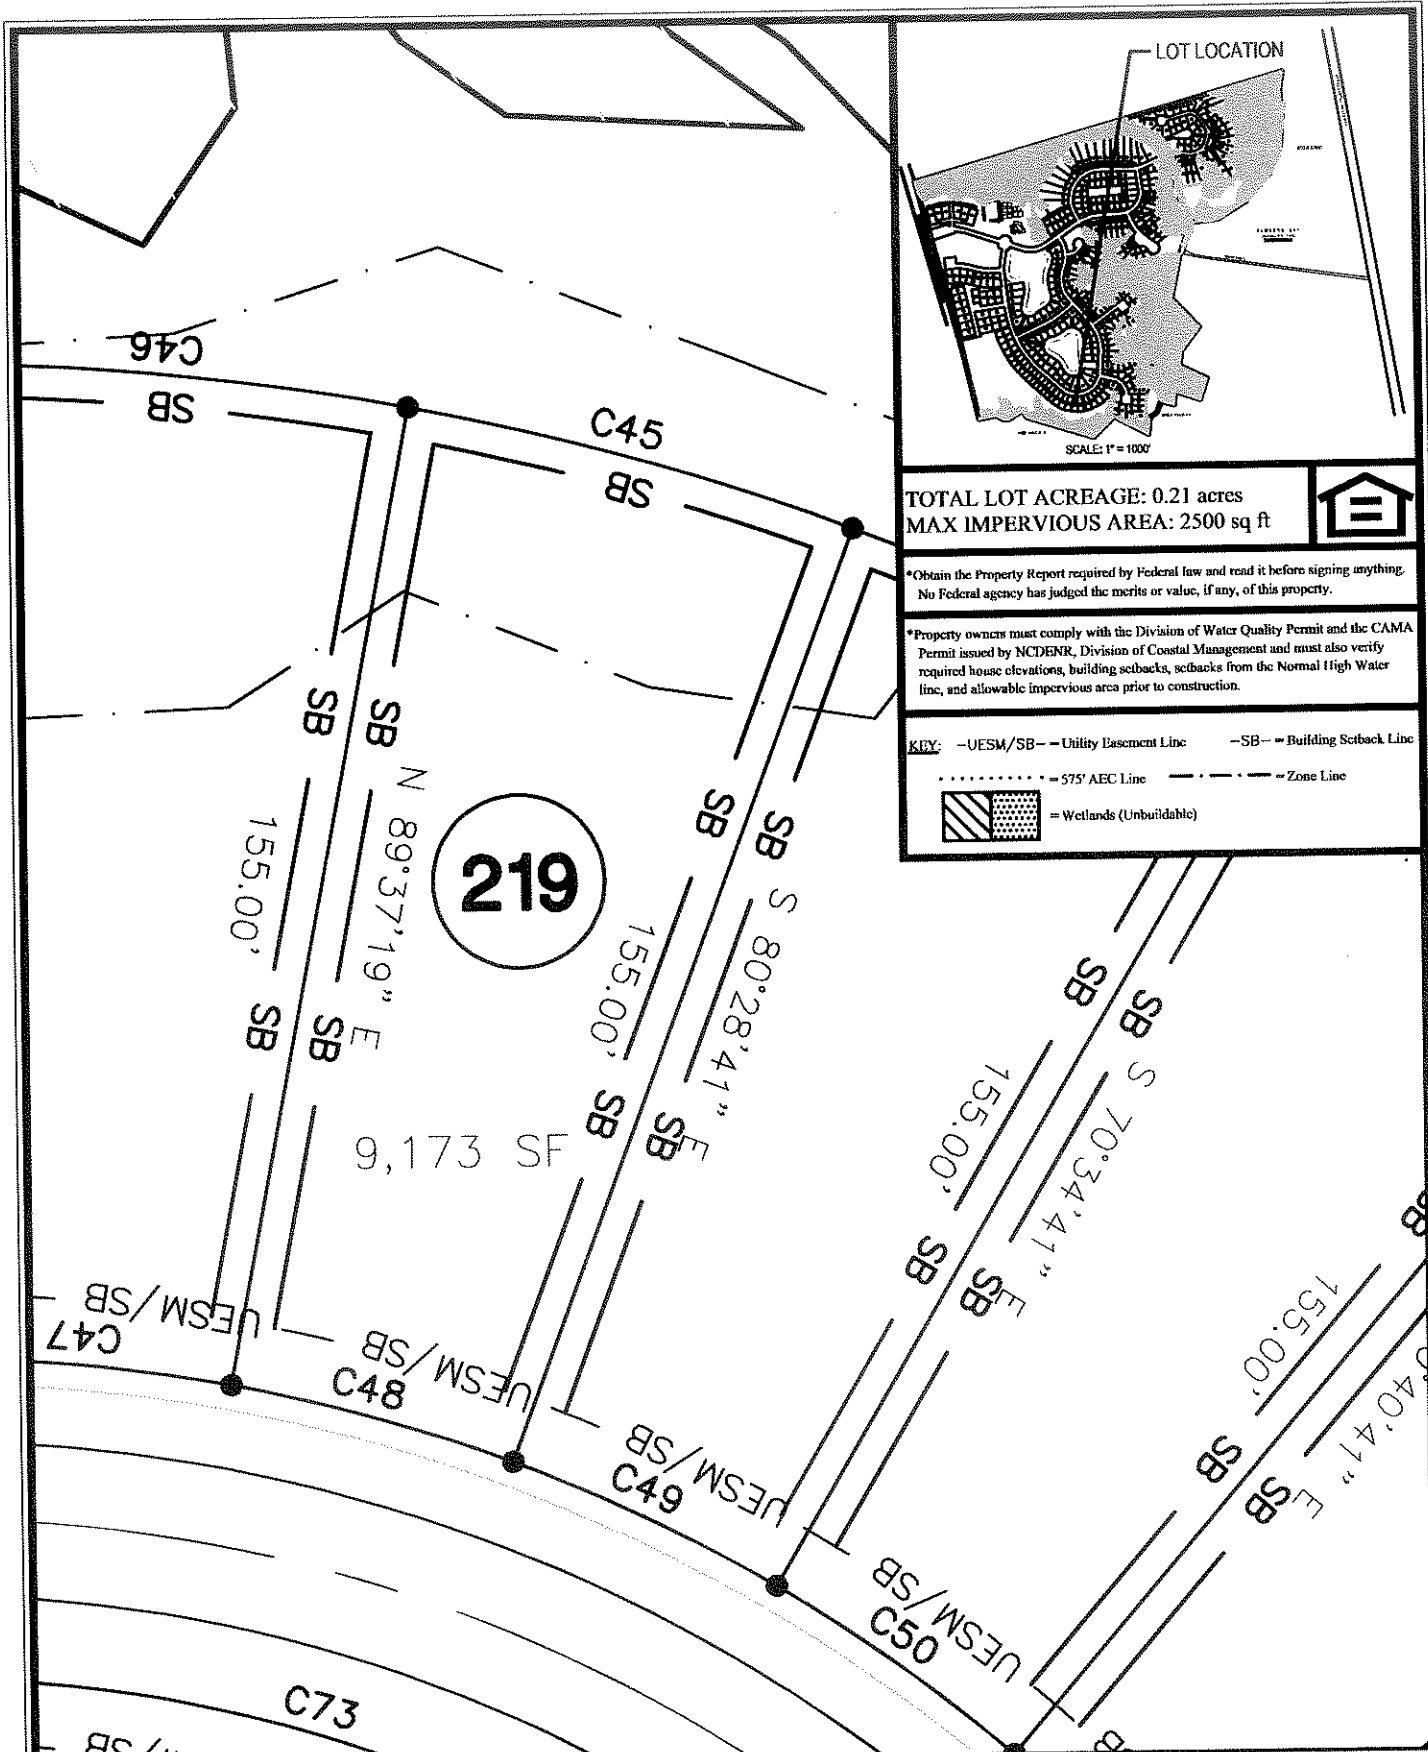 LOT LOCATION
SCALE: 1" = 1000'
TOTAL LOT ACREAGE: 0.21 acres
MAX IMPERVIOUS AREA: 2500 sq ft
*Obtain the Property Report required by Federal law and read it before signing anything.
No Federal agency has judged the merits or value, if any, of this property.
*Property owners must comply with the Division of Water Quality Permit and the CAMA
Permit issued by NCDENR, Division of Coastal Management and must also verify
required house elevations, building setbacks, setbacks from the Normal High Water
line, and allowable impervious area prior to construction.
KEY: -UESM/SB- = Utility Easement Line
-SB- = Building Setback Line
= 575' AEC Line
= Zone Line
= Wetlands (Unbuildable)
C46
SB
C45
SB
SB
SB
N 89°37'19" E
155.00'
SB
SB
219
SB
SB
S 80°28'41" E
155.00'
SB
SB
9,173 SF
SB
SB
S 70°34'41" E
155.00'
SB
SB
SB
155.00'
40'41" E
SB
SB
UESM/SB
C47
UESM/SB
C48
UESM/SB
C49
UESM/SB
C50
C73
SB